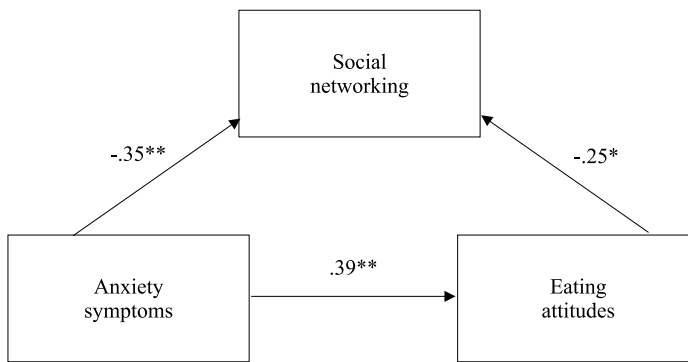 Social
networking
-.35**
-.25*
.39**
Anxiety
symptoms
Eating
attitudes